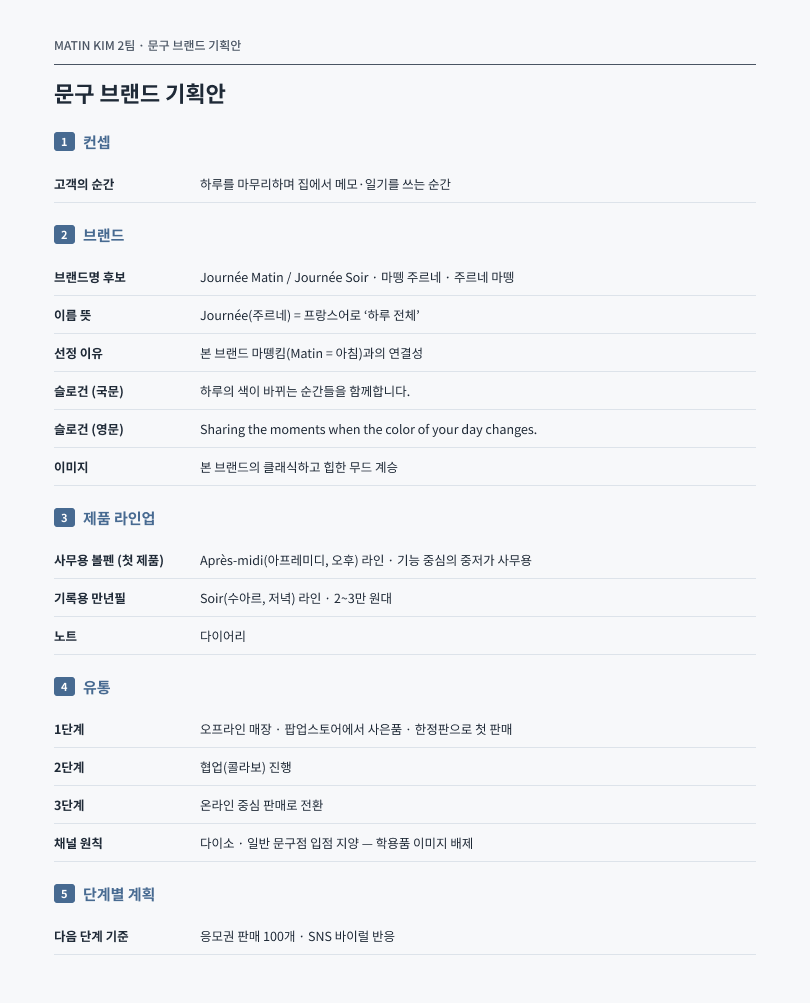 MATIN KIM 2팀 · 문구 브랜드 기획안
문구 브랜드 기획안
1 컨셉
고객의 순간 하루를 마무리하며 집에서 메모·일기를 쓰는 순간
2 브랜드
브랜드명 후보 Journée Matin / Journée Soir · 마뗑 주르네 · 주르네 마뗑
이름 뜻 Journée(주르네) = 프랑스어로 ‘하루 전체’
선정 이유 본 브랜드 마뗑킴(Matin = 아침)과의 연결성
슬로건 (국문) 하루의 색이 바뀌는 순간들을 함께합니다.
슬로건 (영문) Sharing the moments when the color of your day changes.
이미지 본 브랜드의 클래식하고 힙한 무드 계승
3 제품 라인업
사무용 볼펜 (첫 제품) Après-midi(아프레미디, 오후) 라인 · 기능 중심의 중저가 사무용
기록용 만년필 Soir(수아르, 저녁) 라인 · 2~3만 원대
노트 다이어리
4 유통
1단계 오프라인 매장 · 팝업스토어에서 사은품 · 한정판으로 첫 판매
2단계 협업(콜라보) 진행
3단계 온라인 중심 판매로 전환
채널 원칙 다이소 · 일반 문구점 입점 지양 — 학용품 이미지 배제
5 단계별 계획
다음 단계 기준 응모권 판매 100개 · SNS 바이럴 반응